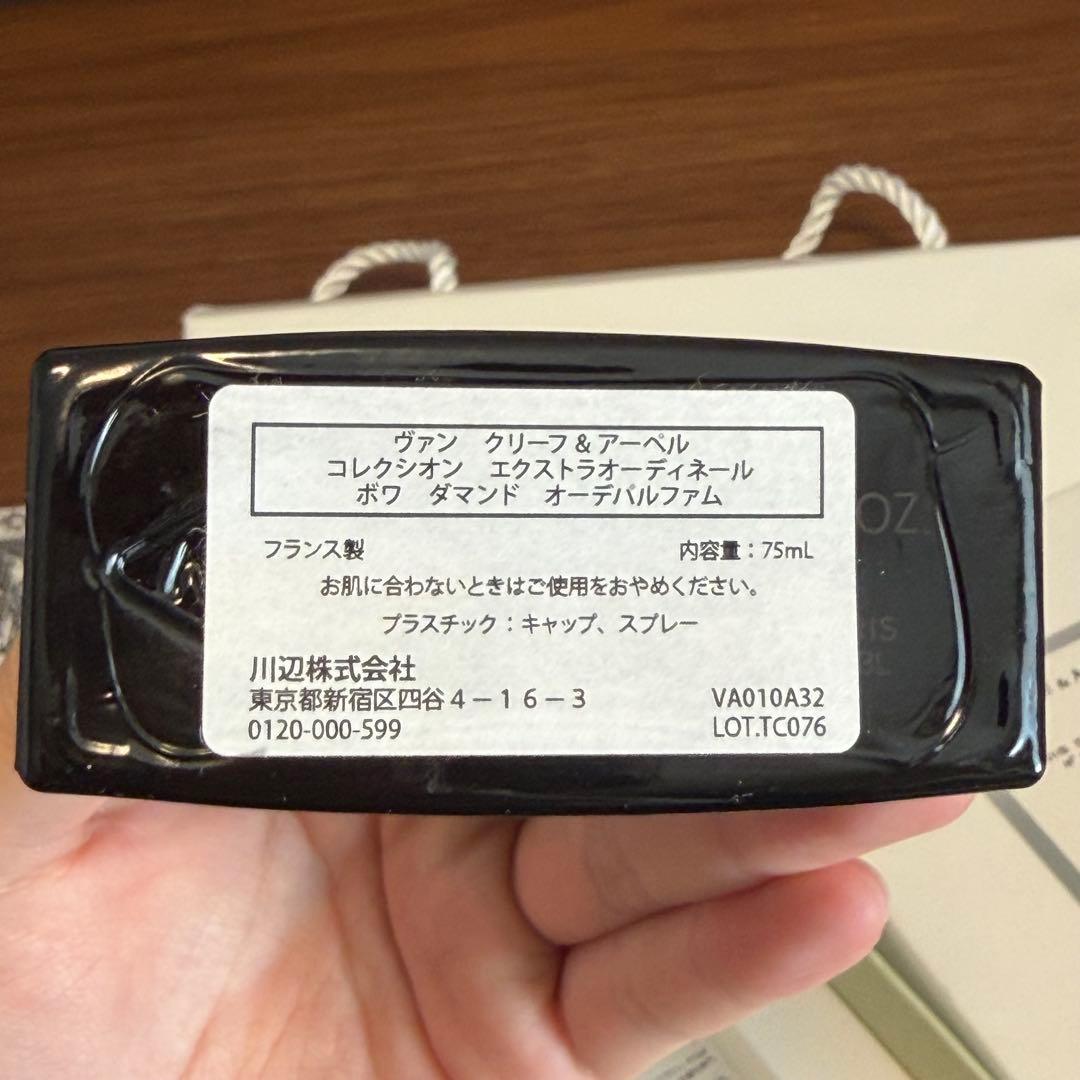 ヴァン　クリーフ & アーペル
コレクシオン　エクストラオーディネール
ボワ　ダマンド　オーデパルファム
フランス製　内容量：75mL
お肌に合わないときはご使用をおやめください。
プラスチック：キャップ、スプレー
川辺株式会社
東京都新宿区四谷４－１６－３　VA010A32
0120-000-599　LOT.TC076
OZ.